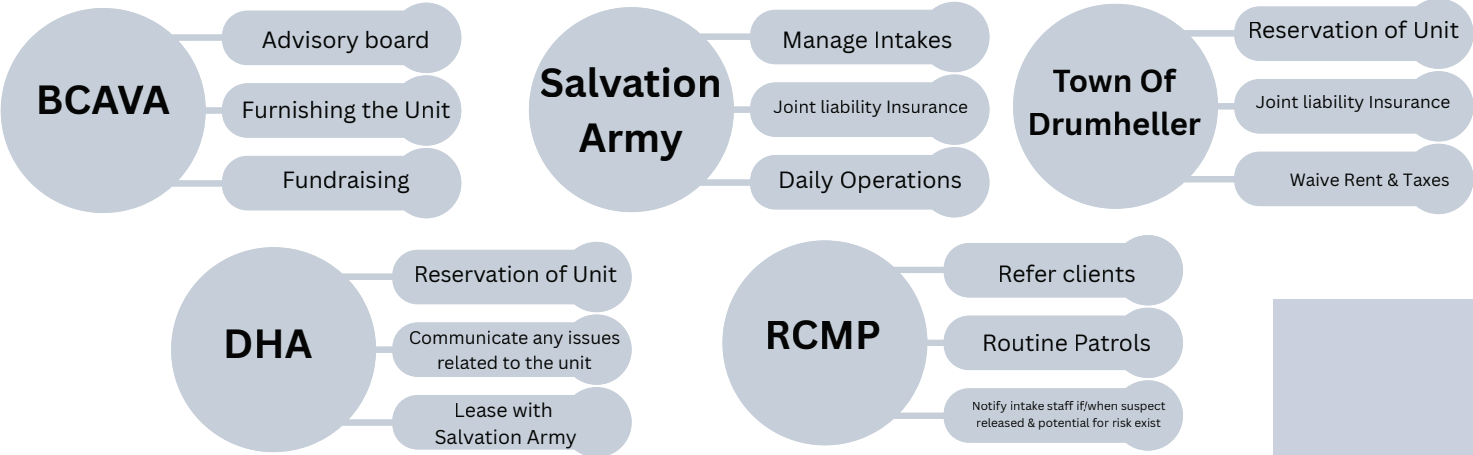 BCAVA
Advisory board
Furnishing the Unit
Fundraising
Salvation
Army
Manage Intakes
Joint liability Insurance
Daily Operations
Town Of
Drumheller
Reservation of Unit
Joint liability Insurance
Waive Rent & Taxes
DHA
Reservation of Unit
Communicate any issues
related to the unit
Lease with
Salvation Army
RCMP
Refer clients
Routine Patrols
Notify intake staff if/when suspect
released & potential for risk exist